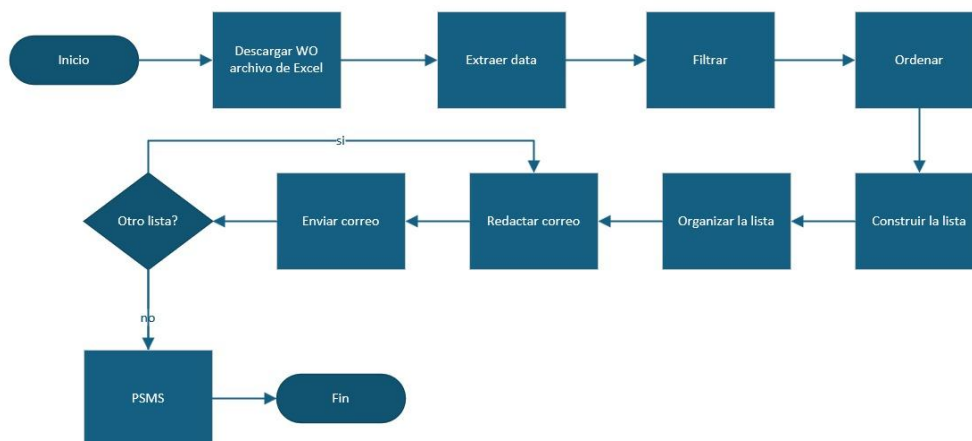 Inicio
Descargar WO
archivo de Excel
Extraer data
Filtrar
Ordenar
si
Otro lista?
Enviar correo
Redactar correo
Organizar la lista
Construir la lista
no
PSMS
Fin